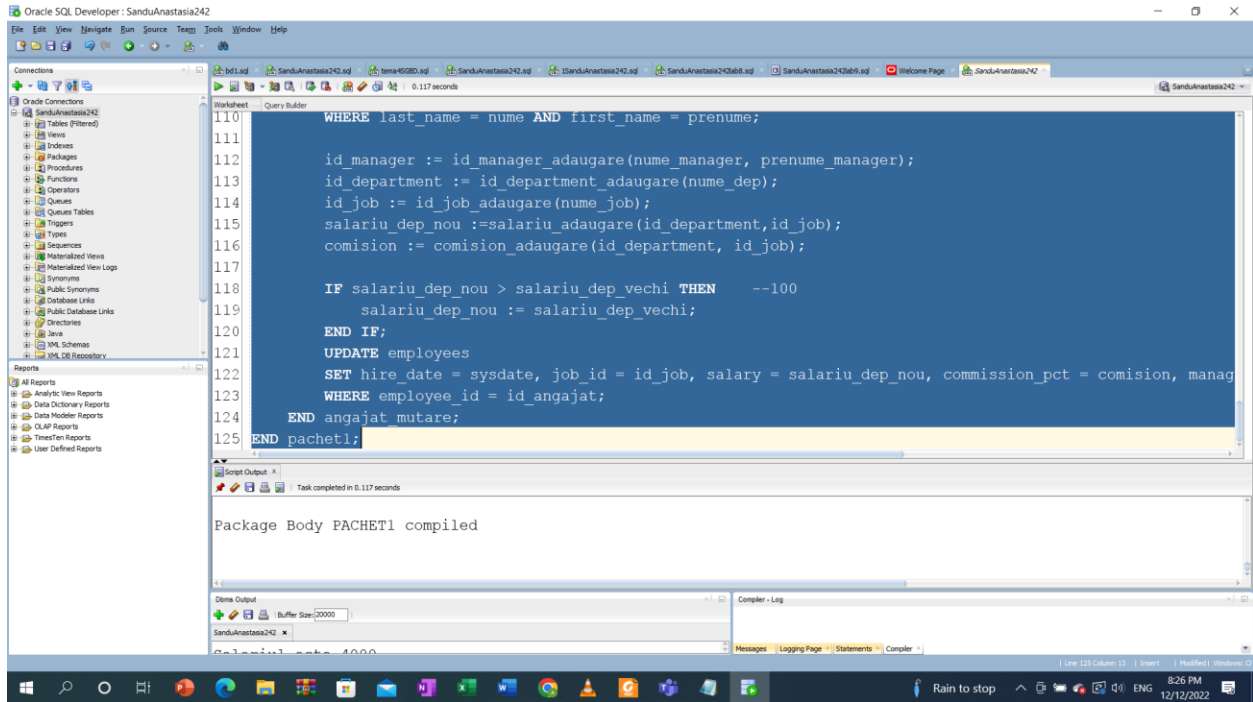 Oracle SQL Developer : SanduAnastasia242
File Edit View Navigate Run Source Team Tools Window Help
Connections
bd1.sql SanduAnastasia242.sql tema4SGBD.sql SanduAnastasia242.sql 1SanduAnastasia242.sql SanduAnastasia242lab8.sql SanduAnastasia242lab9.sql Welcome Page SanduAnastasia242
0.117 seconds SanduAnastasia242
Oracle Connections
SanduAnastasia242
Tables (Filtered)
Views
Indexes
Packages
Procedures
Functions
Operators
Queues
Queues Tables
Triggers
Types
Sequences
Materialized Views
Materialized View Logs
Synonyms
Public Synonyms
Database Links
Public Database Links
Directories
Java
XML Schemas
XML DB Repository
Reports
All Reports
Analytic View Reports
Data Dictionary Reports
Data Modeler Reports
OLAP Reports
TimesTen Reports
User Defined Reports
Worksheet Query Builder
110 WHERE last_name = nume AND first_name = prenume;
111
112 id_manager := id_manager_adaugare(nume_manager, prenume_manager);
113 id_department := id_department_adaugare(nume_dep);
114 id_job := id_job_adaugare(nume_job);
115 salariu_dep_nou :=salariu_adaugare(id_department,id_job);
116 comision := comision_adaugare(id_department, id_job);
117
118 IF salariu_dep_nou > salariu_dep_vechi THEN --100
119 salariu_dep_nou := salariu_dep_vechi;
120 END IF;
121 UPDATE employees
122 SET hire_date = sysdate, job_id = id_job, salary = salariu_dep_nou, commission_pct = comision, manag
123 WHERE employee_id = id_angajat;
124 END angajat_mutare;
125 END pachet1;
Script Output
Task completed in 0.117 seconds
Package Body PACHET1 compiled
Dbms Output
Buffer Size: 20000
SanduAnastasia242
Salariul este 4000
Compiler - Log
Messages Logging Page Statements Compiler
Line 125 Column 13 Insert Modified Windows: C
Rain to stop ENG 8:26 PM
12/12/2022